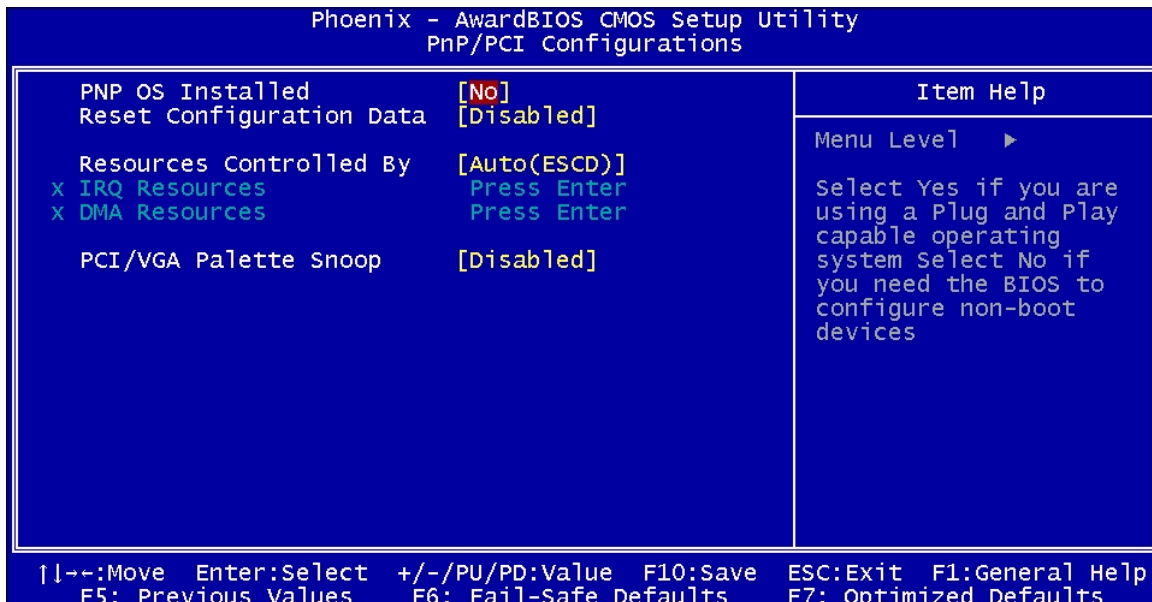 Phoenix - AwardBIOS CMOS Setup Utility
PnP/PCI Configurations
PNP OS Installed [No]
Reset Configuration Data [Disabled]
Resources Controlled By [Auto(ESCD)]
x IRQ Resources Press Enter
x DMA Resources Press Enter
PCI/VGA Palette Snoop [Disabled]
Item Help
Menu Level ▶
Select Yes if you are
using a Plug and Play
capable operating
system Select No if
you need the BIOS to
configure non-boot
devices
↑↓→←:Move Enter:Select +/-/PU/PD:Value F10:Save ESC:Exit F1:General Help
F5: Previous Values F6: Fail-Safe Defaults F7: Optimized Defaults